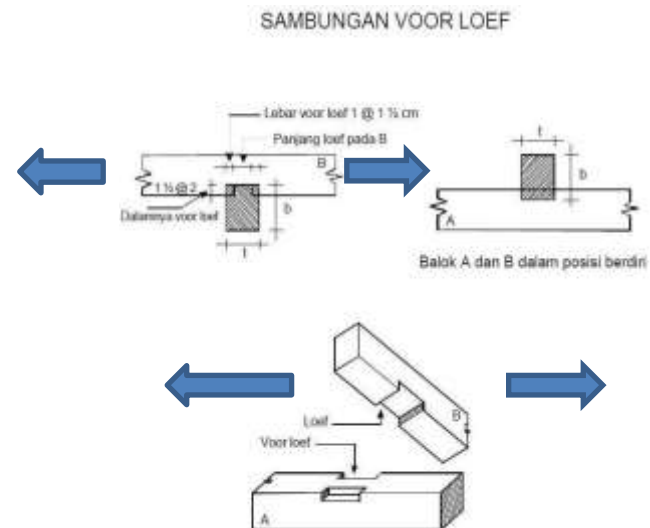 SAMBUNGAN VOOR LOEF
Lebar voor loef 1 @ 1 ½ cm
Panjang loef pada B
B
1 ½ @ 2
Dalamnya voor loef
b
t
t
b
A
Balok A dan B dalam posisi berdiri
B
Loef
Voor loef
A